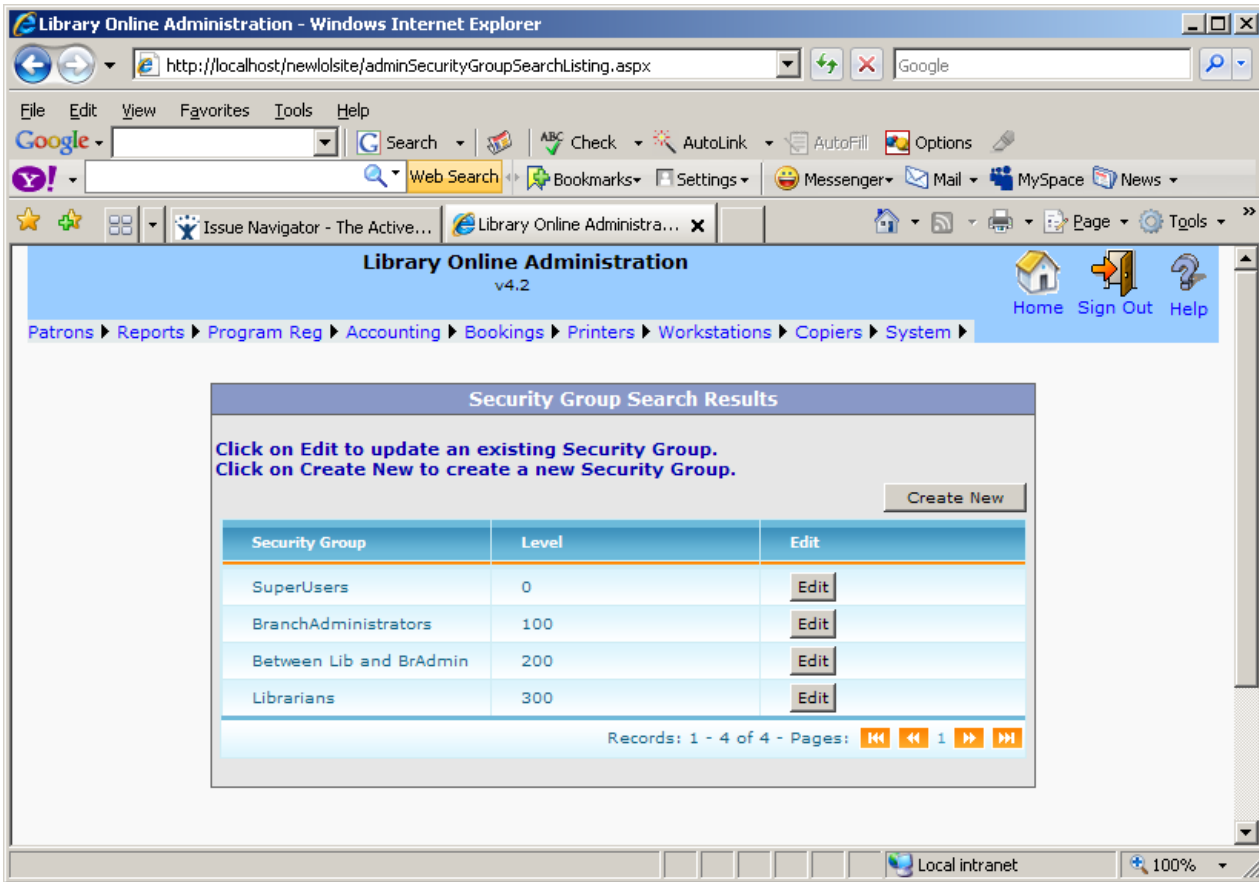 Library Online Administration - Windows Internet Explorer
http://localhost/newlolsite/adminSecurityGroupSearchListing.aspx Google
File Edit View Favorites Tools Help
Google Search ABC Check AutoLink AutoFill Options
Y! Web Search Bookmarks Settings Messenger Mail MySpace News
Issue Navigator - The Active... Library Online Administra... Page Tools »
Library Online Administration
v4.2
Home Sign Out Help
Patrons Reports Program Reg Accounting Bookings Printers Workstations Copiers System
Security Group Search Results
Click on Edit to update an existing Security Group.
Click on Create New to create a new Security Group.
Create New
Security Group Level Edit
SuperUsers 0 Edit
BranchAdministrators 100 Edit
Between Lib and BrAdmin 200 Edit
Librarians 300 Edit
Records: 1 - 4 of 4 - Pages: 1
Local intranet 100%